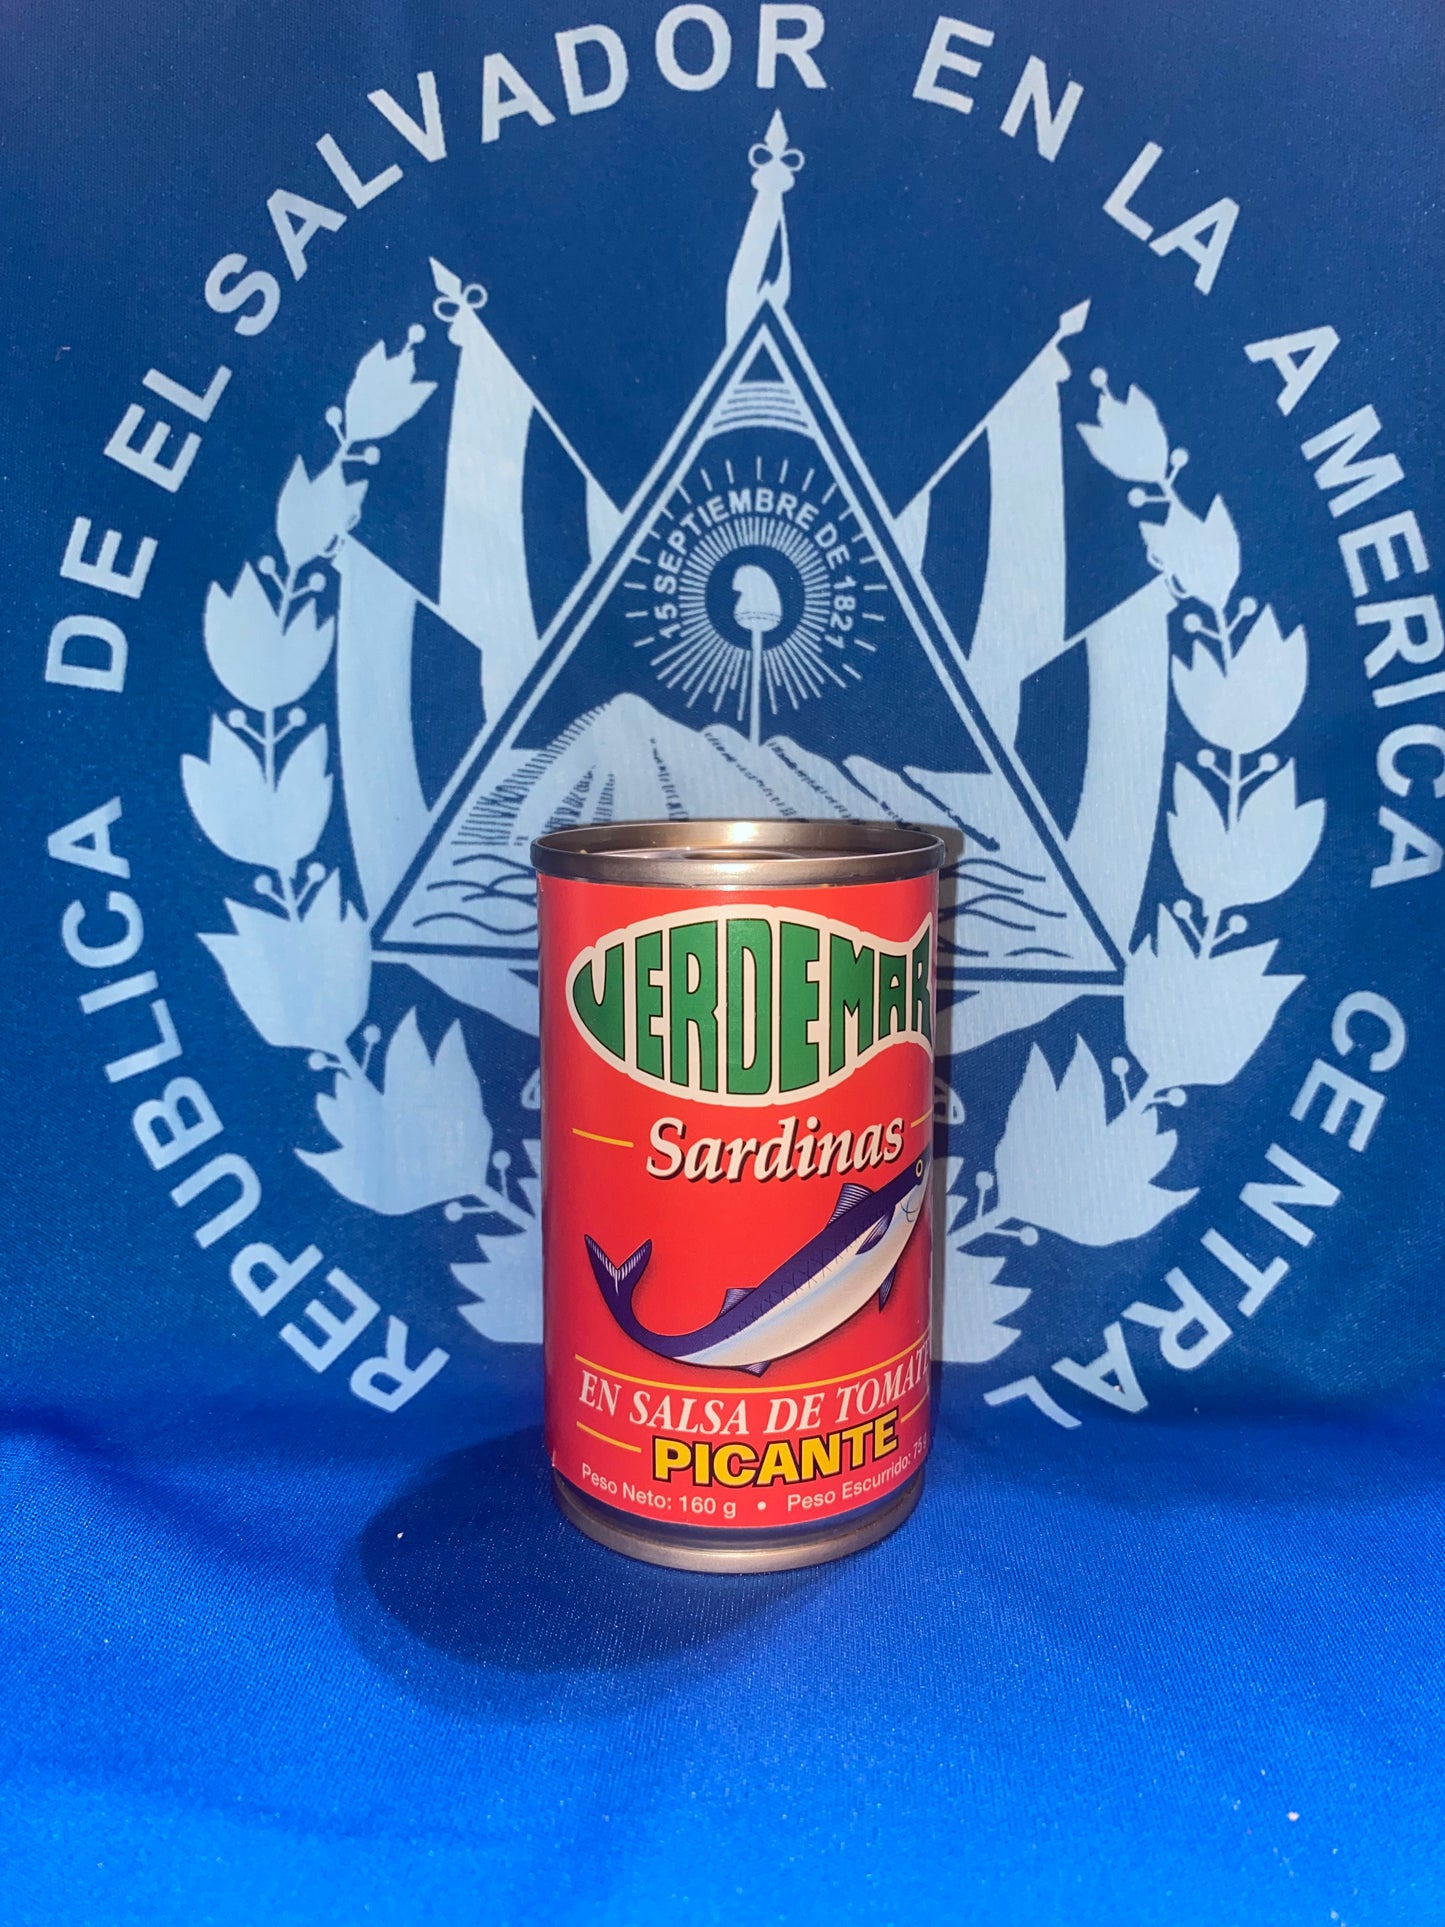 REPUBLICA DE EL SALVADOR EN LA AMERICA CENTRAL
15 SEPTIEMBRE DE 1821
VERDEMAR
Sardinas
EN SALSA DE TOMATE
PICANTE
Peso Neto: 160 g • Peso Escurrido: 75 g